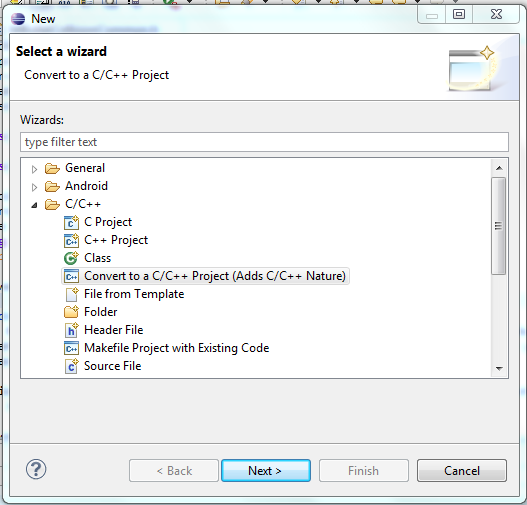 New
Select a wizard
Convert to a C/C++ Project
Wizards:
type filter text
General
Android
C/C++
C Project
C++ Project
Class
Convert to a C/C++ Project (Adds C/C++ Nature)
File from Template
Folder
Header File
Makefile Project with Existing Code
Source File
< Back
Next >
Finish
Cancel